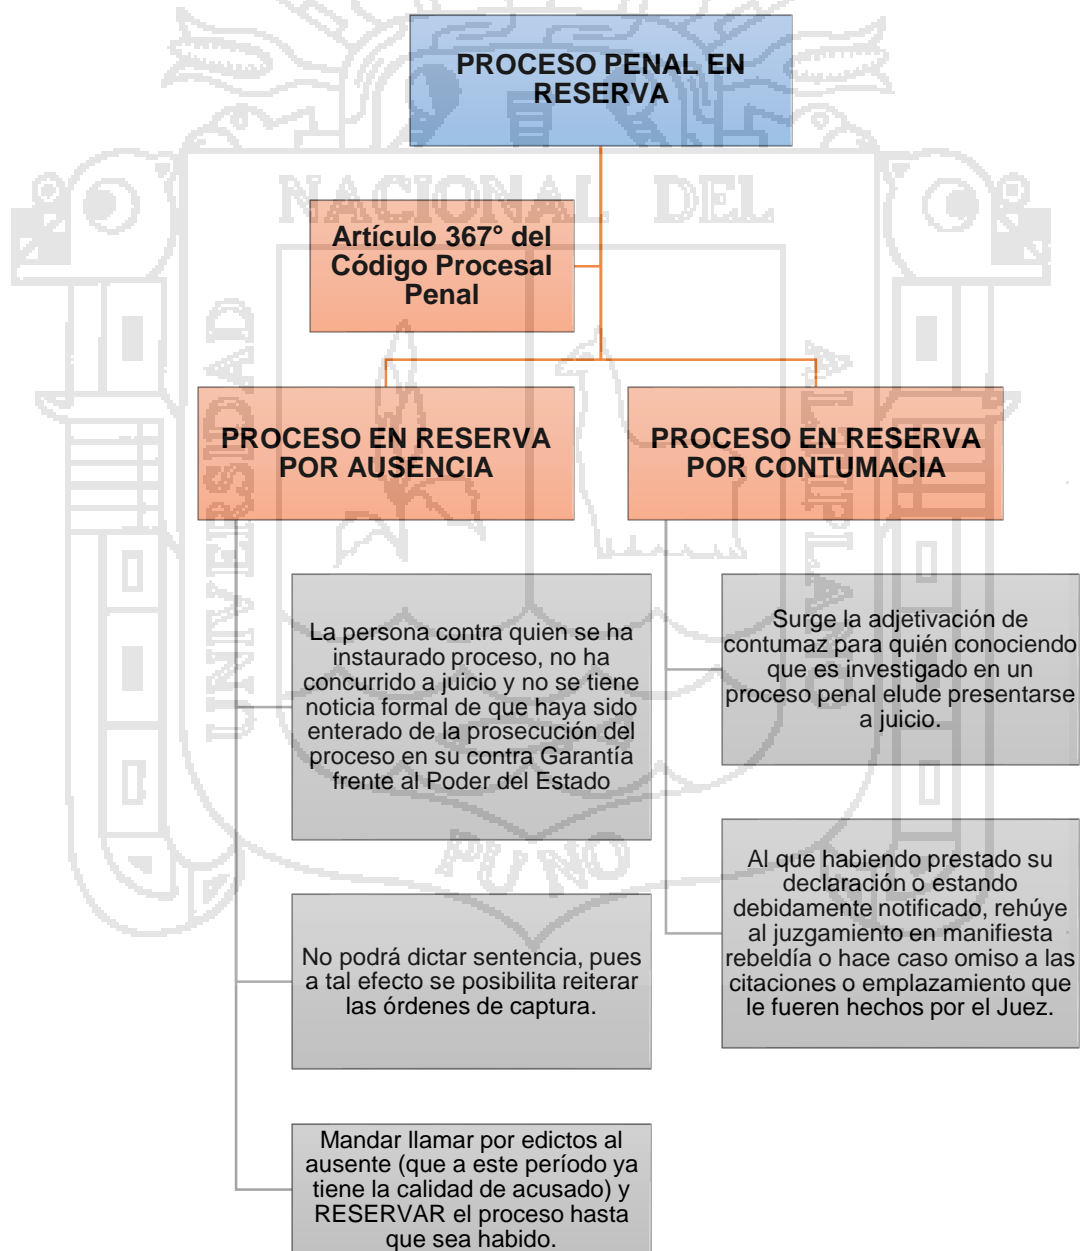 PROCESO PENAL EN
RESERVA
Artículo 367° del
Código Procesal
Penal
PROCESO EN RESERVA
POR AUSENCIA
La persona contra quien se ha
instaurado proceso, no ha
concurrido a juicio y no se tiene
noticia formal de que haya sido
enterado de la prosecución del
proceso en su contra Garantía
frente al Poder del Estado
No podrá dictar sentencia, pues
a tal efecto se posibilita reiterar
las órdenes de captura.
Mandar llamar por edictos al
ausente (que a este período ya
tiene la calidad de acusado) y
RESERVAR el proceso hasta
que sea habido.
PROCESO EN RESERVA
POR CONTUMACIA
Surge la adjetivación de
contumaz para quién conociendo
que es investigado en un
proceso penal elude presentarse
a juicio.
Al que habiendo prestado su
declaración o estando
debidamente notificado, rehúye
al juzgamiento en manifiesta
rebeldía o hace caso omiso a las
citaciones o emplazamiento que
le fueren hechos por el Juez.
UNIVERSIDAD
NACIONAL DEL
ALTIPLANO
PUNO